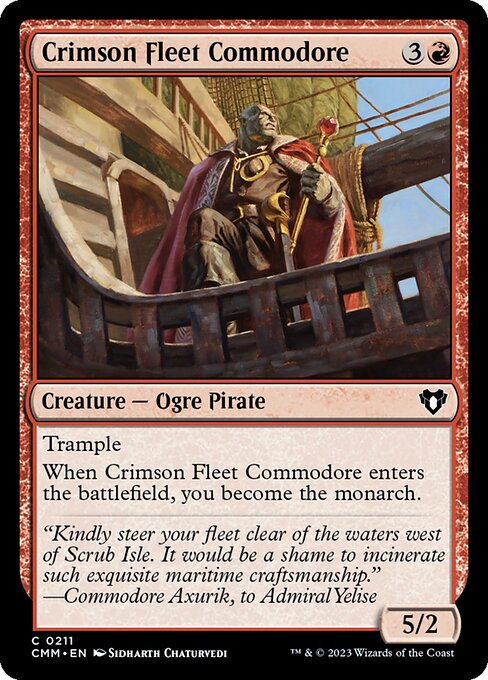 Crimson Fleet Commodore 3
Creature — Ogre Pirate
Trample
When Crimson Fleet Commodore enters
the battlefield, you become the monarch.
“Kindly steer your fleet clear of the waters west
of Scrub Isle. It would be a shame to incinerate
such exquisite maritime craftsmanship.”
—Commodore Axurik, to Admiral Yelise
5/2
C 0211
CMM • EN Sidharth Chaturvedi
™ & © 2023 Wizards of the Coast